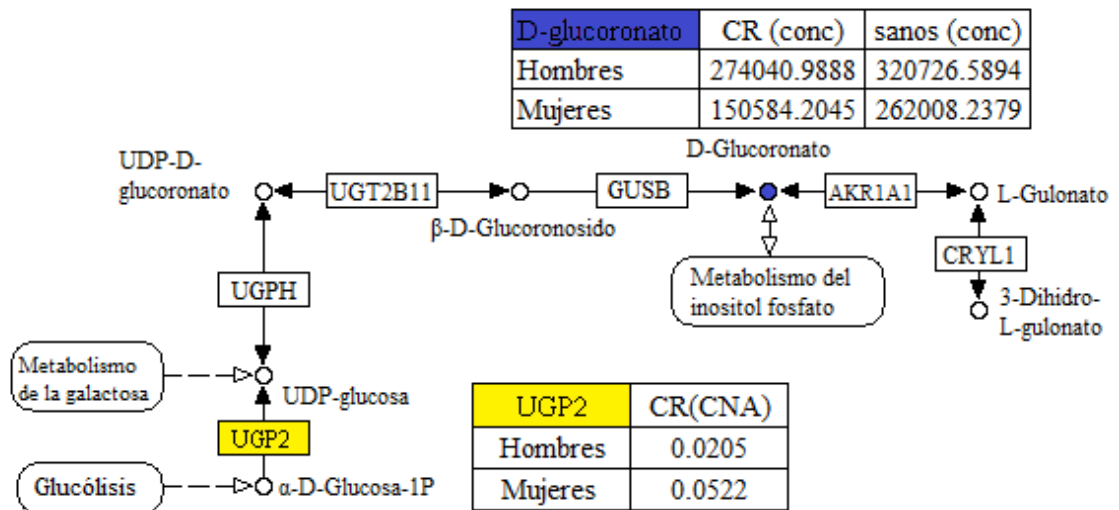 D-glucoronato CR (conc) sanos (conc)
Hombres 274040.9888 320726.5894
Mujeres 150584.2045 262008.2379
D-Glucoronato
UDP-D-
glucoronato
UGT2B11
GUSB
AKR1A1
L-Gulonato
β-D-Glucoronosido
CRYL1
Metabolismo del
inositol fosfato
3-Dihidro-
L-gulonato
UGPH
Metabolismo
de la galactosa
UDP-glucosa
UGP2
Glucólisis
α-D-Glucosa-1P
UGP2 CR(CNA)
Hombres 0.0205
Mujeres 0.0522